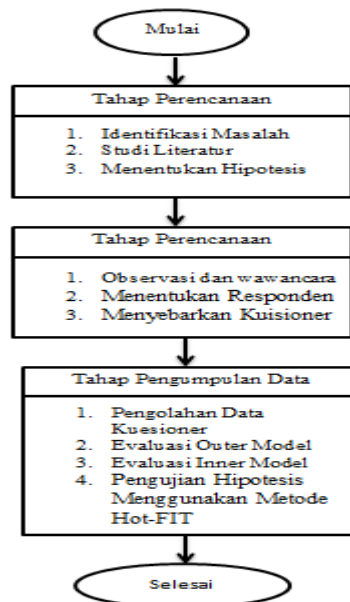 Mulai
Tahap Perencanaan
1. Identifikasi Masalah
2. Studi Literatur
3. Menentukan Hipotesis
Tahap Perencanaan
1. Observasi dan wawancara
2. Menentukan Responden
3. Menyebarkan Kuisioner
Tahap Pengumpulan Data
1. Pengolahan Data
Kuesioner
2. Evaluasi Outer Model
3. Evaluasi Inner Model
4. Pengujian Hipotesis
Menggunakan Metode
Hot-FIT
Selesai